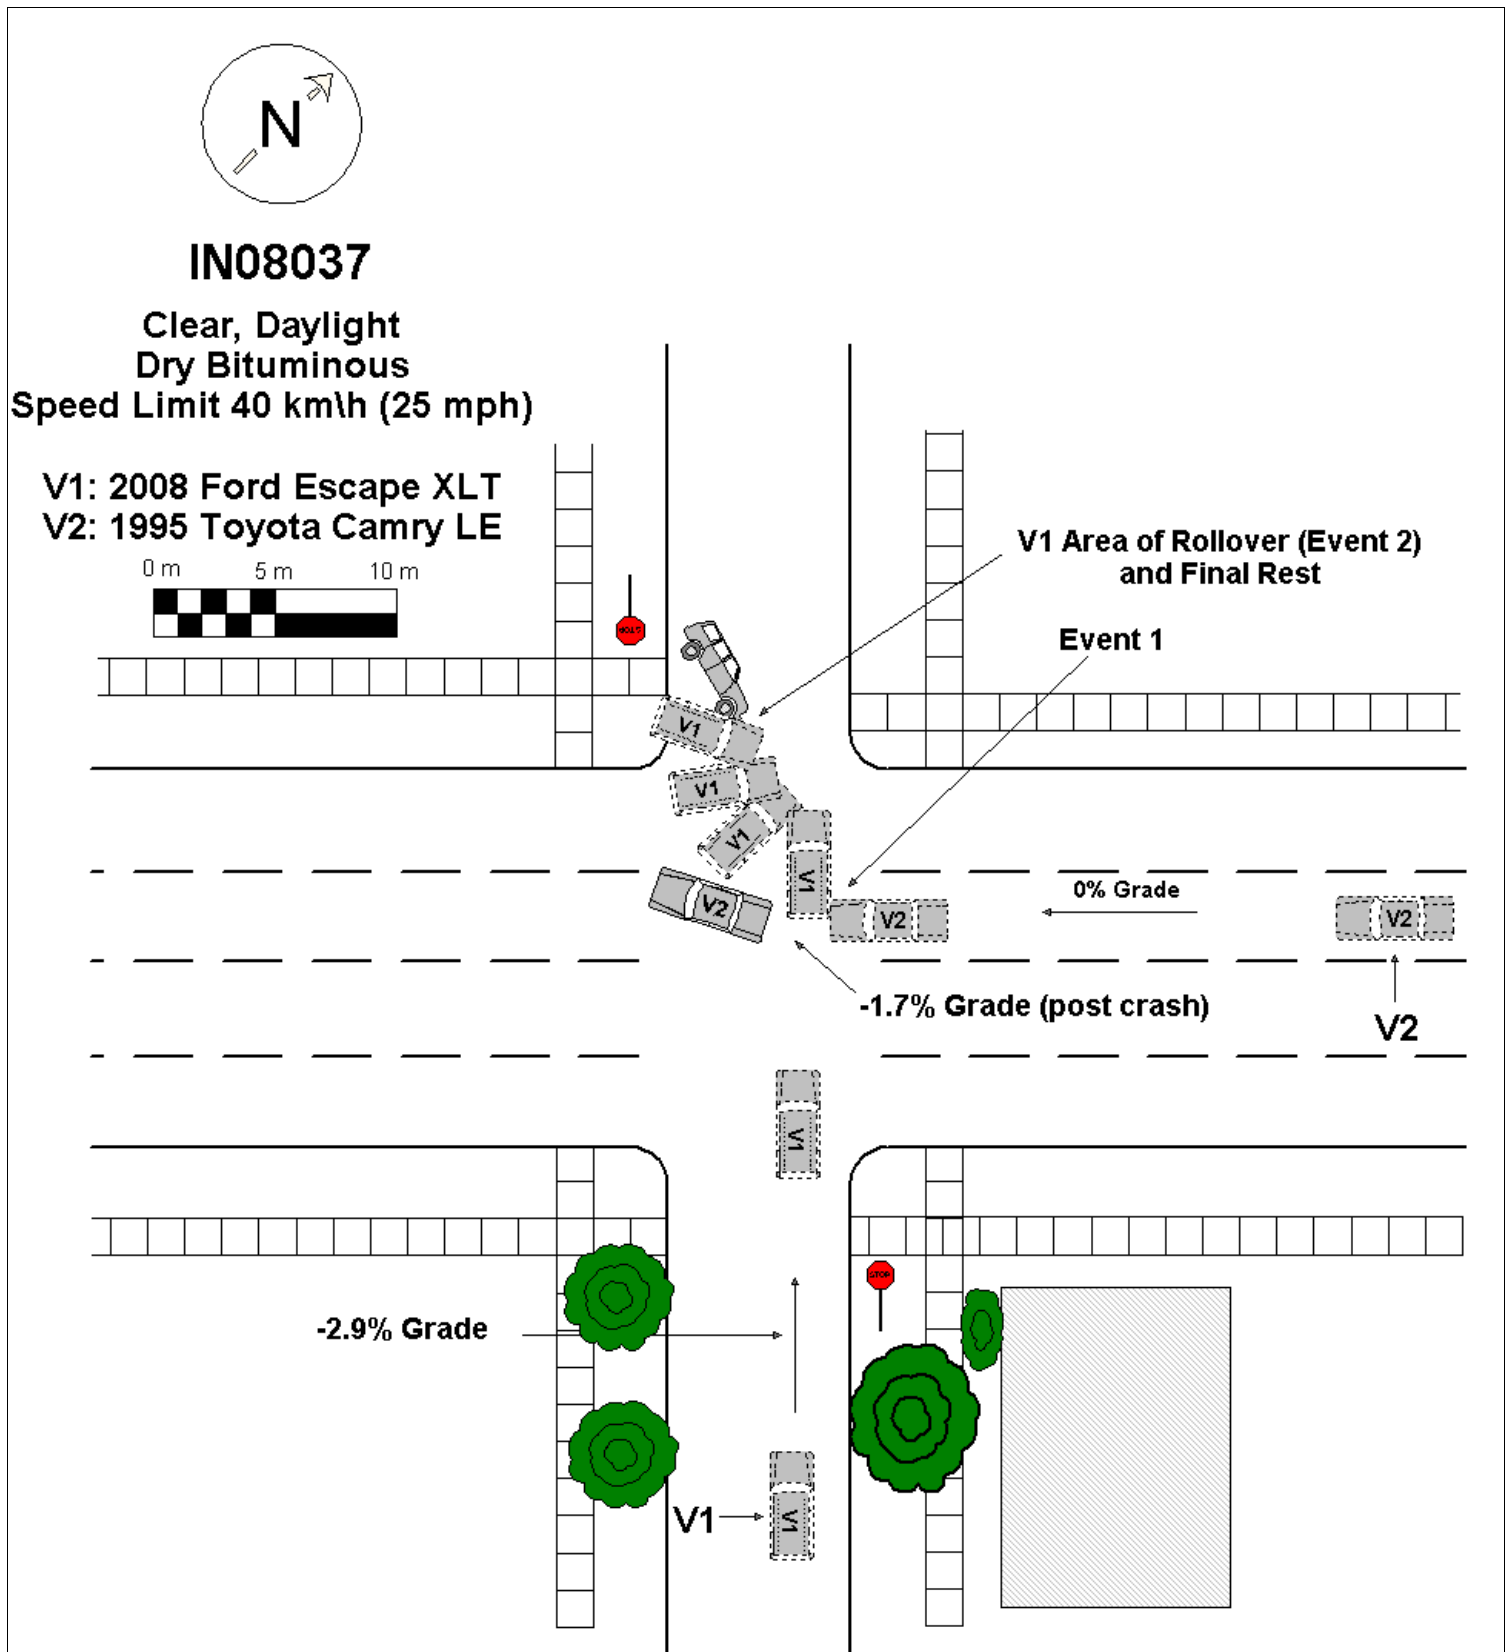 N
IN08037
Clear, Daylight
Dry Bituminous
Speed Limit 40 km\h (25 mph)
V1: 2008 Ford Escape XLT
V2: 1995 Toyota Camry LE
0 m 5 m 10 m
V1 Area of Rollover (Event 2)
and Final Rest
Event 1
V1
V1
V1
V1
0% Grade
V2
V2
V2
-1.7% Grade (post crash)
V2
V1
STOP
-2.9% Grade
V1
V1